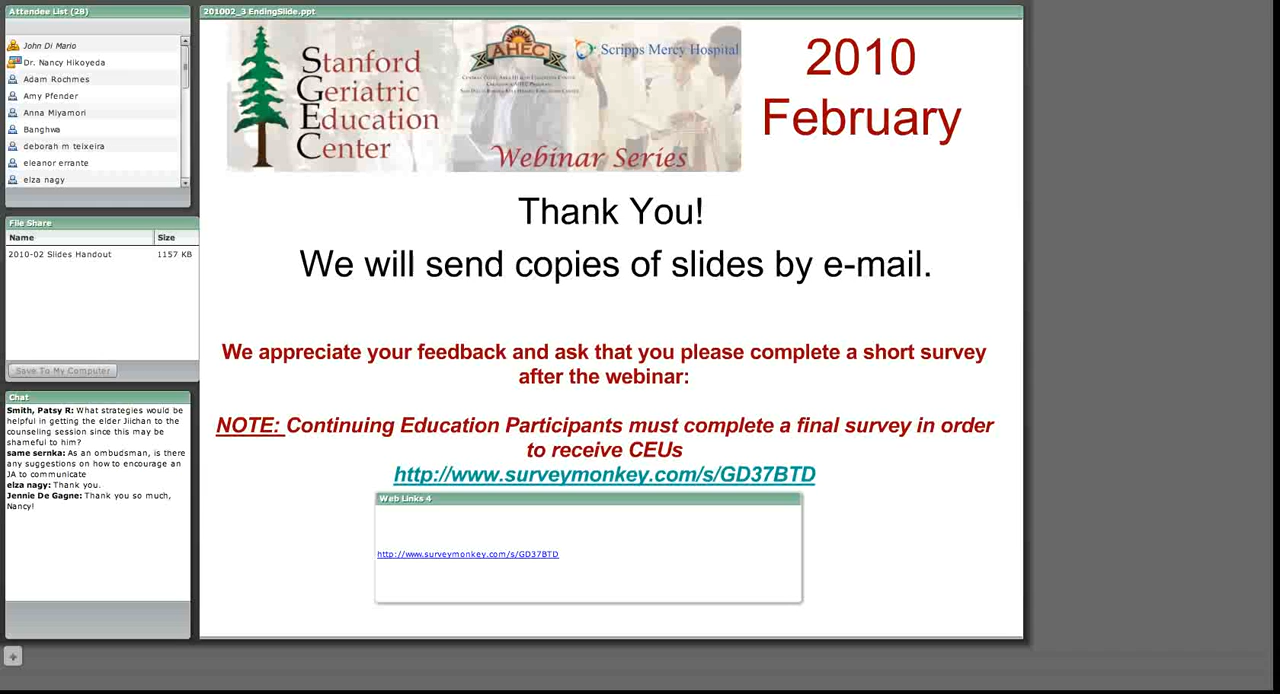 Attendee List (28)
John Di Mario
Dr. Nancy Hikoyeda
Adam Rochmes
Amy Pfender
Anna Miyamori
Banghwa
deborah m teixeira
eleanor errante
elza nagy
File Share
Name Size
2010-02 Slides Handout 1157 KB
Save To My Computer
Chat
Smith, Patsy R: What strategies would be
helpful in getting the elder Jiichan to the
counseling session since this may be
shameful to him?
same sernka: As an ombudsman, is there
any suggestions on how to encourage an
JA to communicate
elza nagy: Thank you.
Jennie De Gagne: Thank you so much,
Nancy!
201002_3 EndingSlide.ppt
Stanford
Geriatric
Education
Center
AHEC
Scripps Mercy Hospital
Webinar Series
2010
February
Thank You!
We will send copies of slides by e-mail.
We appreciate your feedback and ask that you please complete a short survey
after the webinar:
NOTE: Continuing Education Participants must complete a final survey in order
to receive CEUs
http://www.surveymonkey.com/s/GD37BTD
Web Links 4
http://www.surveymonkey.com/s/GD37BTD